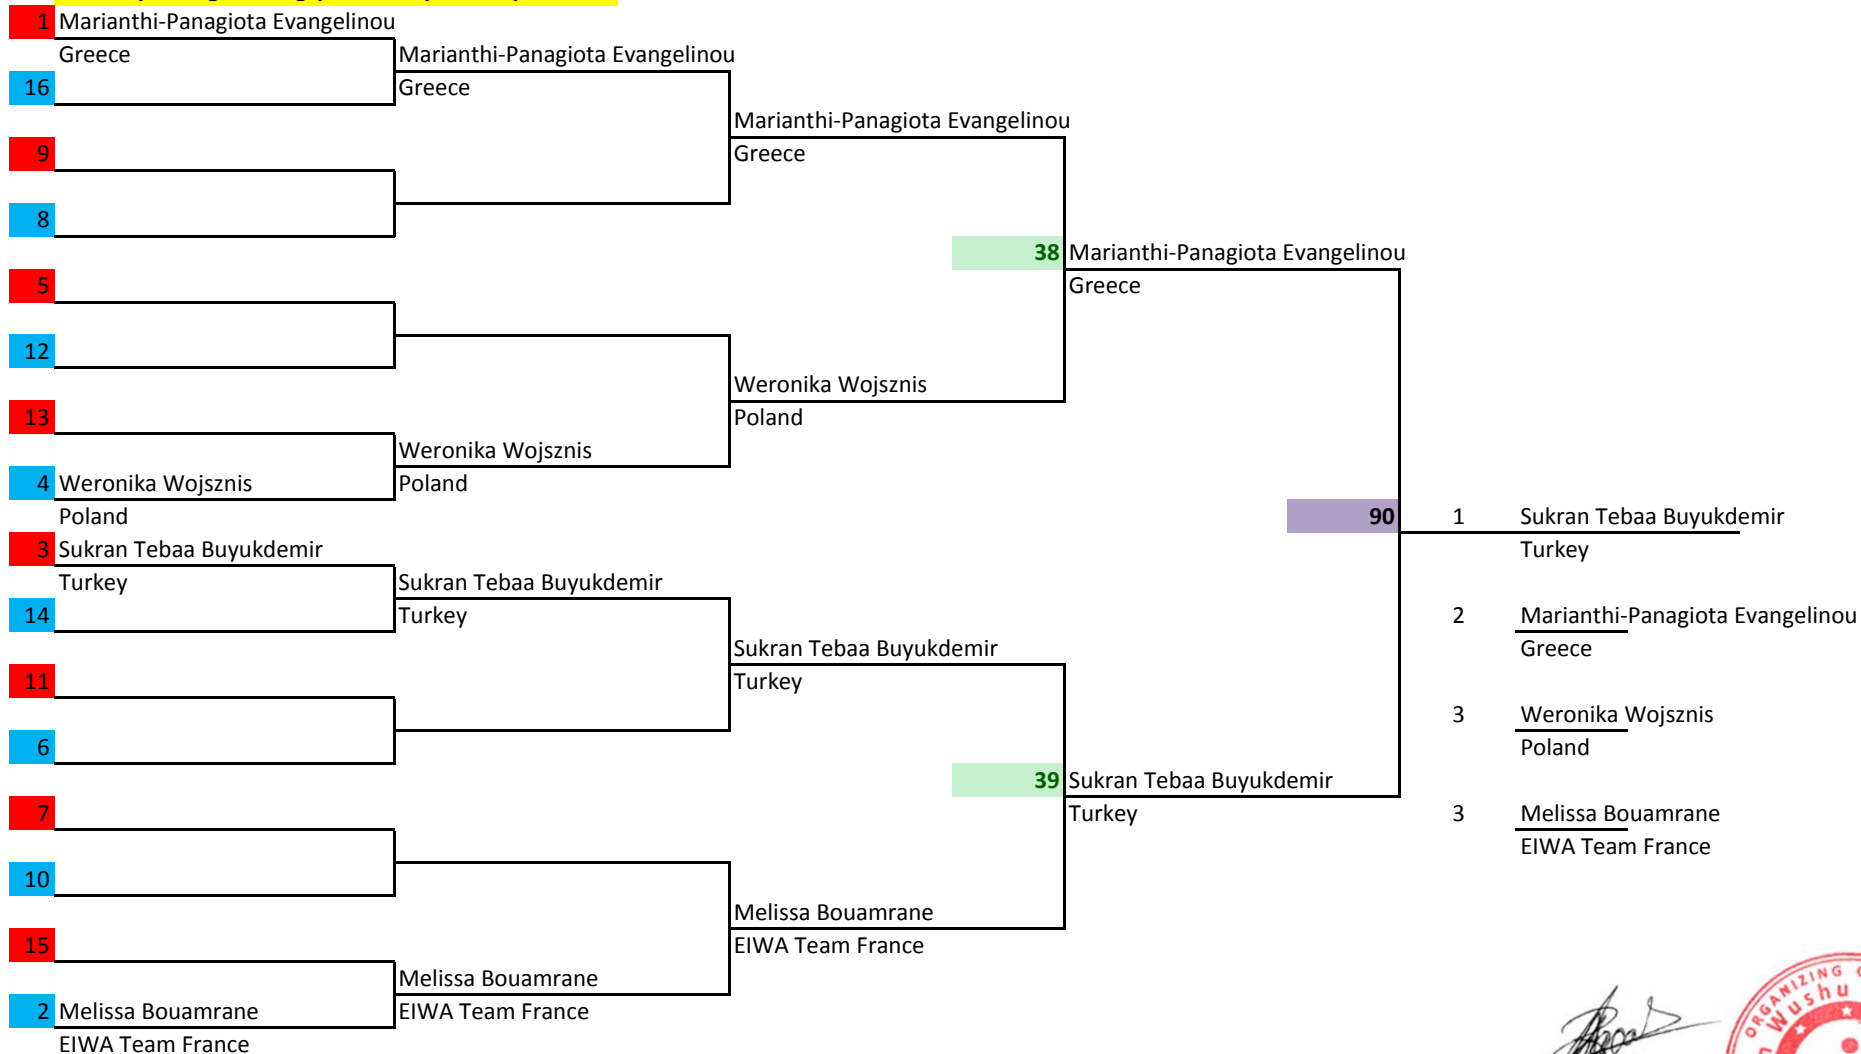 1 Marianthi-Panagiota Evangelinou
Greece
Marianthi-Panagiota Evangelinou
16 Greece
Marianthi-Panagiota Evangelinou
9 Greece
8
38 Marianthi-Panagiota Evangelinou
5 Greece
12
Weronika Wojsznis
13 Poland
Weronika Wojsznis
4 Weronika Wojsznis Poland
Poland 90 1 Sukran Tebaa Buyukdemir
3 Sukran Tebaa Buyukdemir Turkey
Turkey Sukran Tebaa Buyukdemir
14 Turkey 2 Marianthi-Panagiota Evangelinou
Sukran Tebaa Buyukdemir Greece
11 Turkey
3 Weronika Wojsznis
6 Poland
39 Sukran Tebaa Buyukdemir
7 Turkey 3 Melissa Bouamrane
EIWA Team France
10
Melissa Bouamrane
15 EIWA Team France
Melissa Bouamrane
2 Melissa Bouamrane EIWA Team France
EIWA Team France
ORGANIZING
Wushu